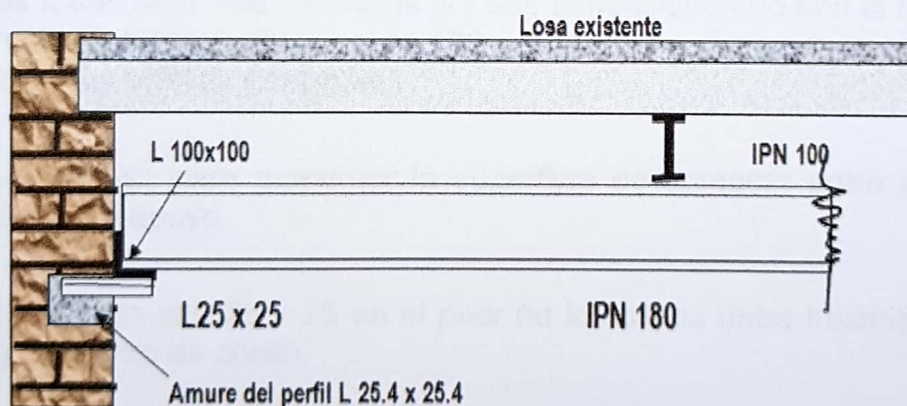 Losa existente
L 100x100
IPN 100
L25 x 25
IPN 180
Amure del perfil L 25.4 x 25.4